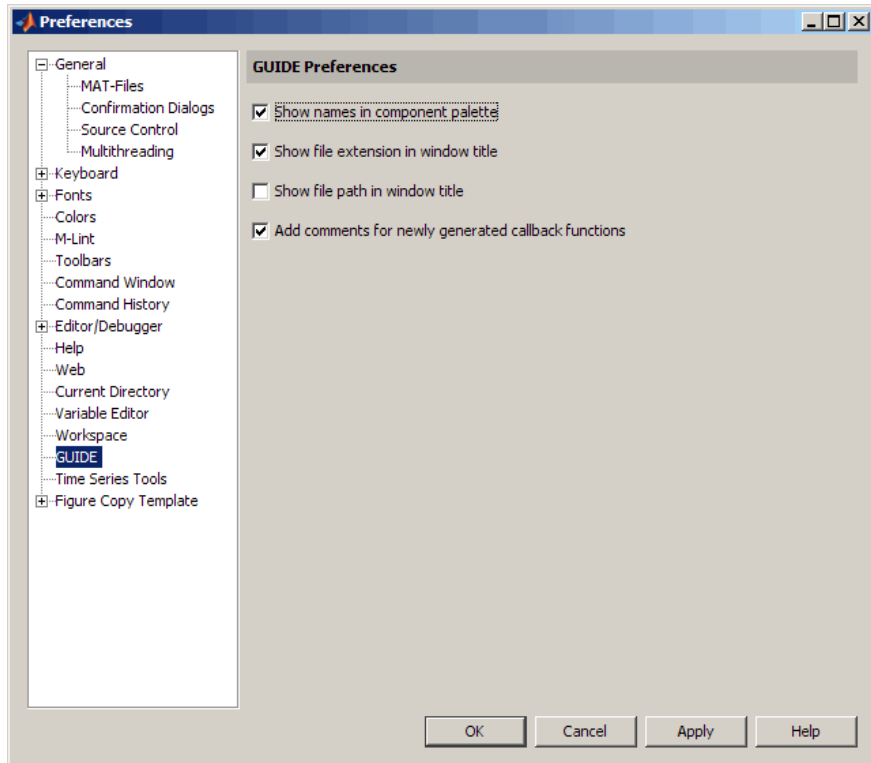 Preferences
General
MAT-Files
Confirmation Dialogs
Source Control
Multithreading
Keyboard
Fonts
Colors
M-Lint
Toolbars
Command Window
Command History
Editor/Debugger
Help
Web
Current Directory
Variable Editor
Workspace
GUIDE
Time Series Tools
Figure Copy Template
GUIDE Preferences
Show names in component palette
Show file extension in window title
Show file path in window title
Add comments for newly generated callback functions
OK Cancel Apply Help